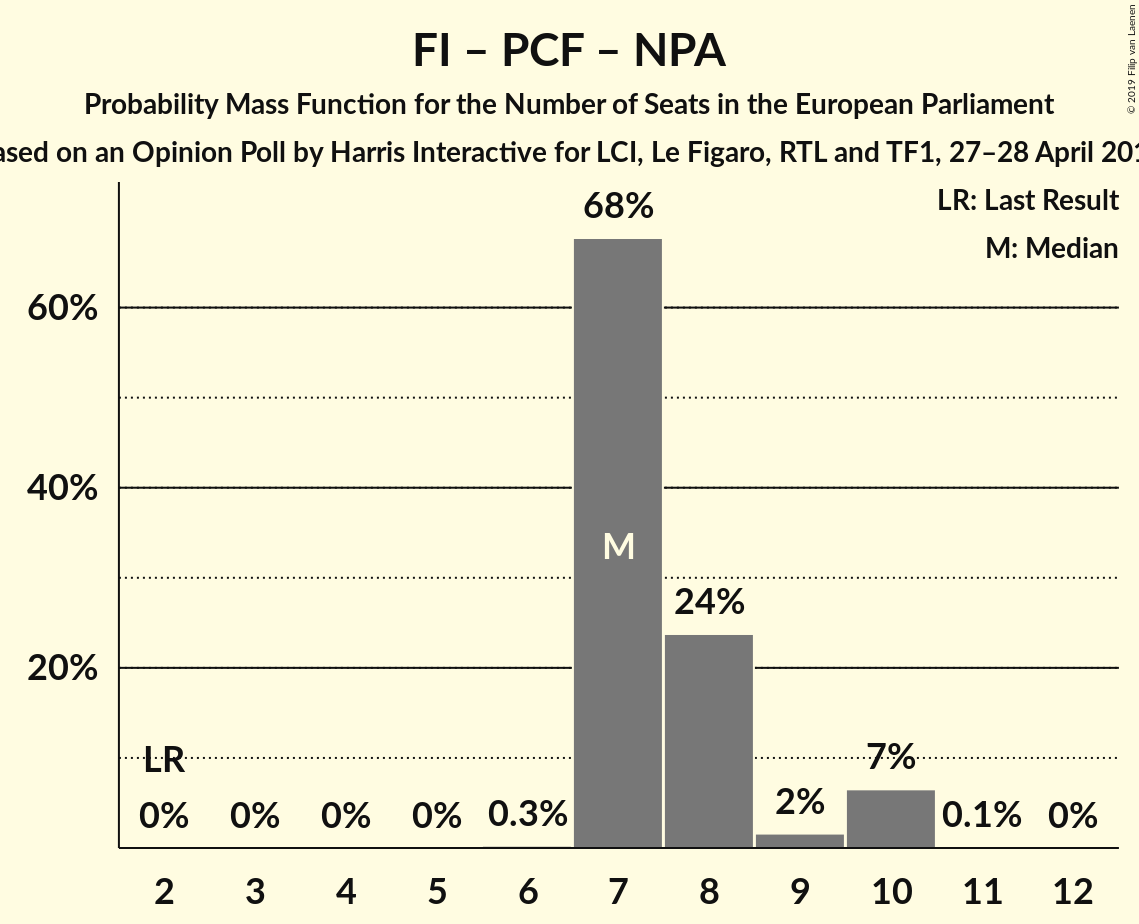 © 2019 Filip van Laenen
FI – PCF – NPA
Probability Mass Function for the Number of Seats in the European Parliament
on an Opinion Poll by Harris Interactive for LCI, Le Figaro, RTL and TF1, 27–28 April
LR: Last Result
M: Median
68%
60%
40%
M
24%
20%
LR
7%
0% 0% 0% 0% 0.3% 2% 0.1% 0%
2 3 4 5 6 7 8 9 10 11 12